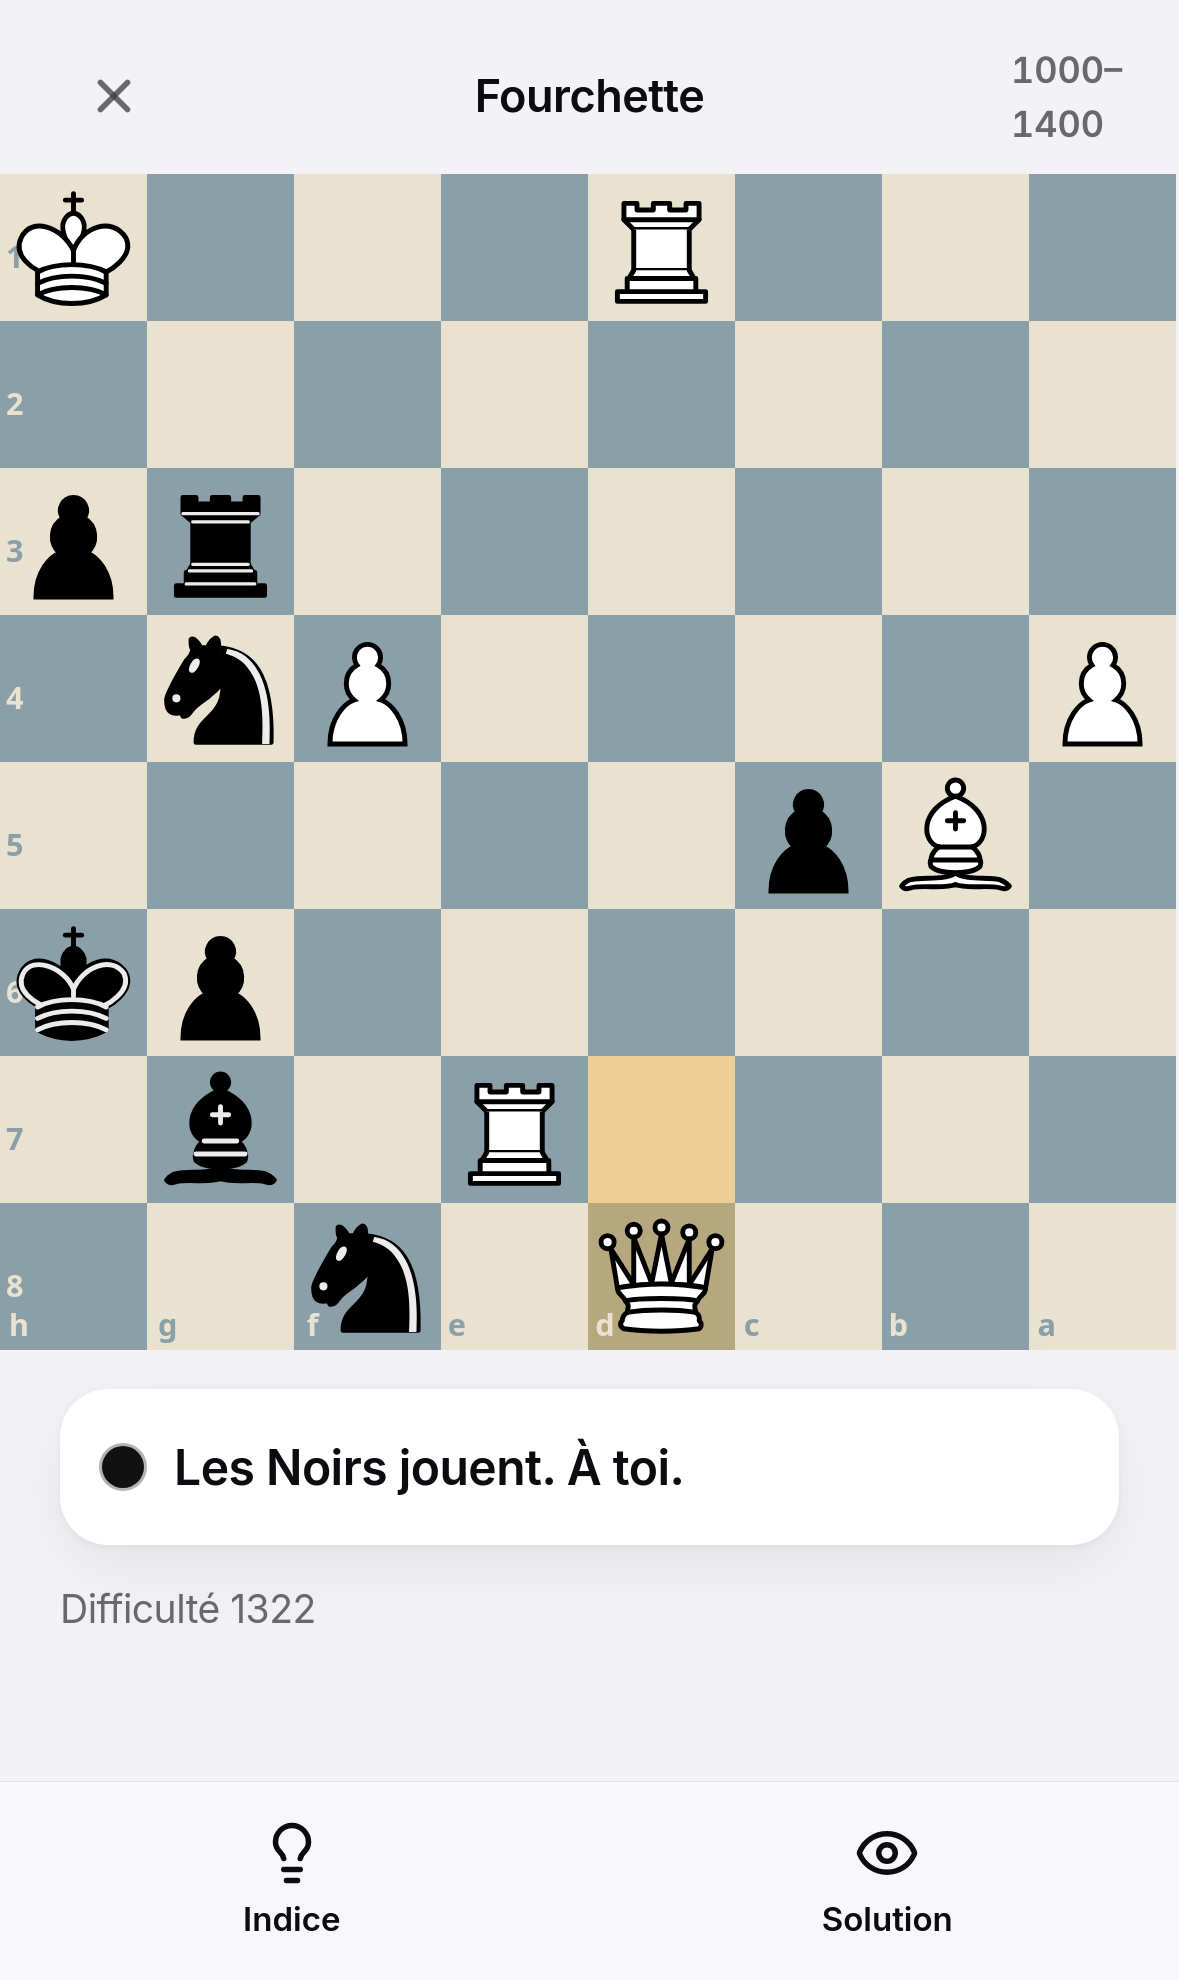 Fourchette
1000–
1400
1
2
3
4
5
6
7
8
h g f e d c b a
Les Noirs jouent. À toi.
Difficulté 1322
Indice Solution